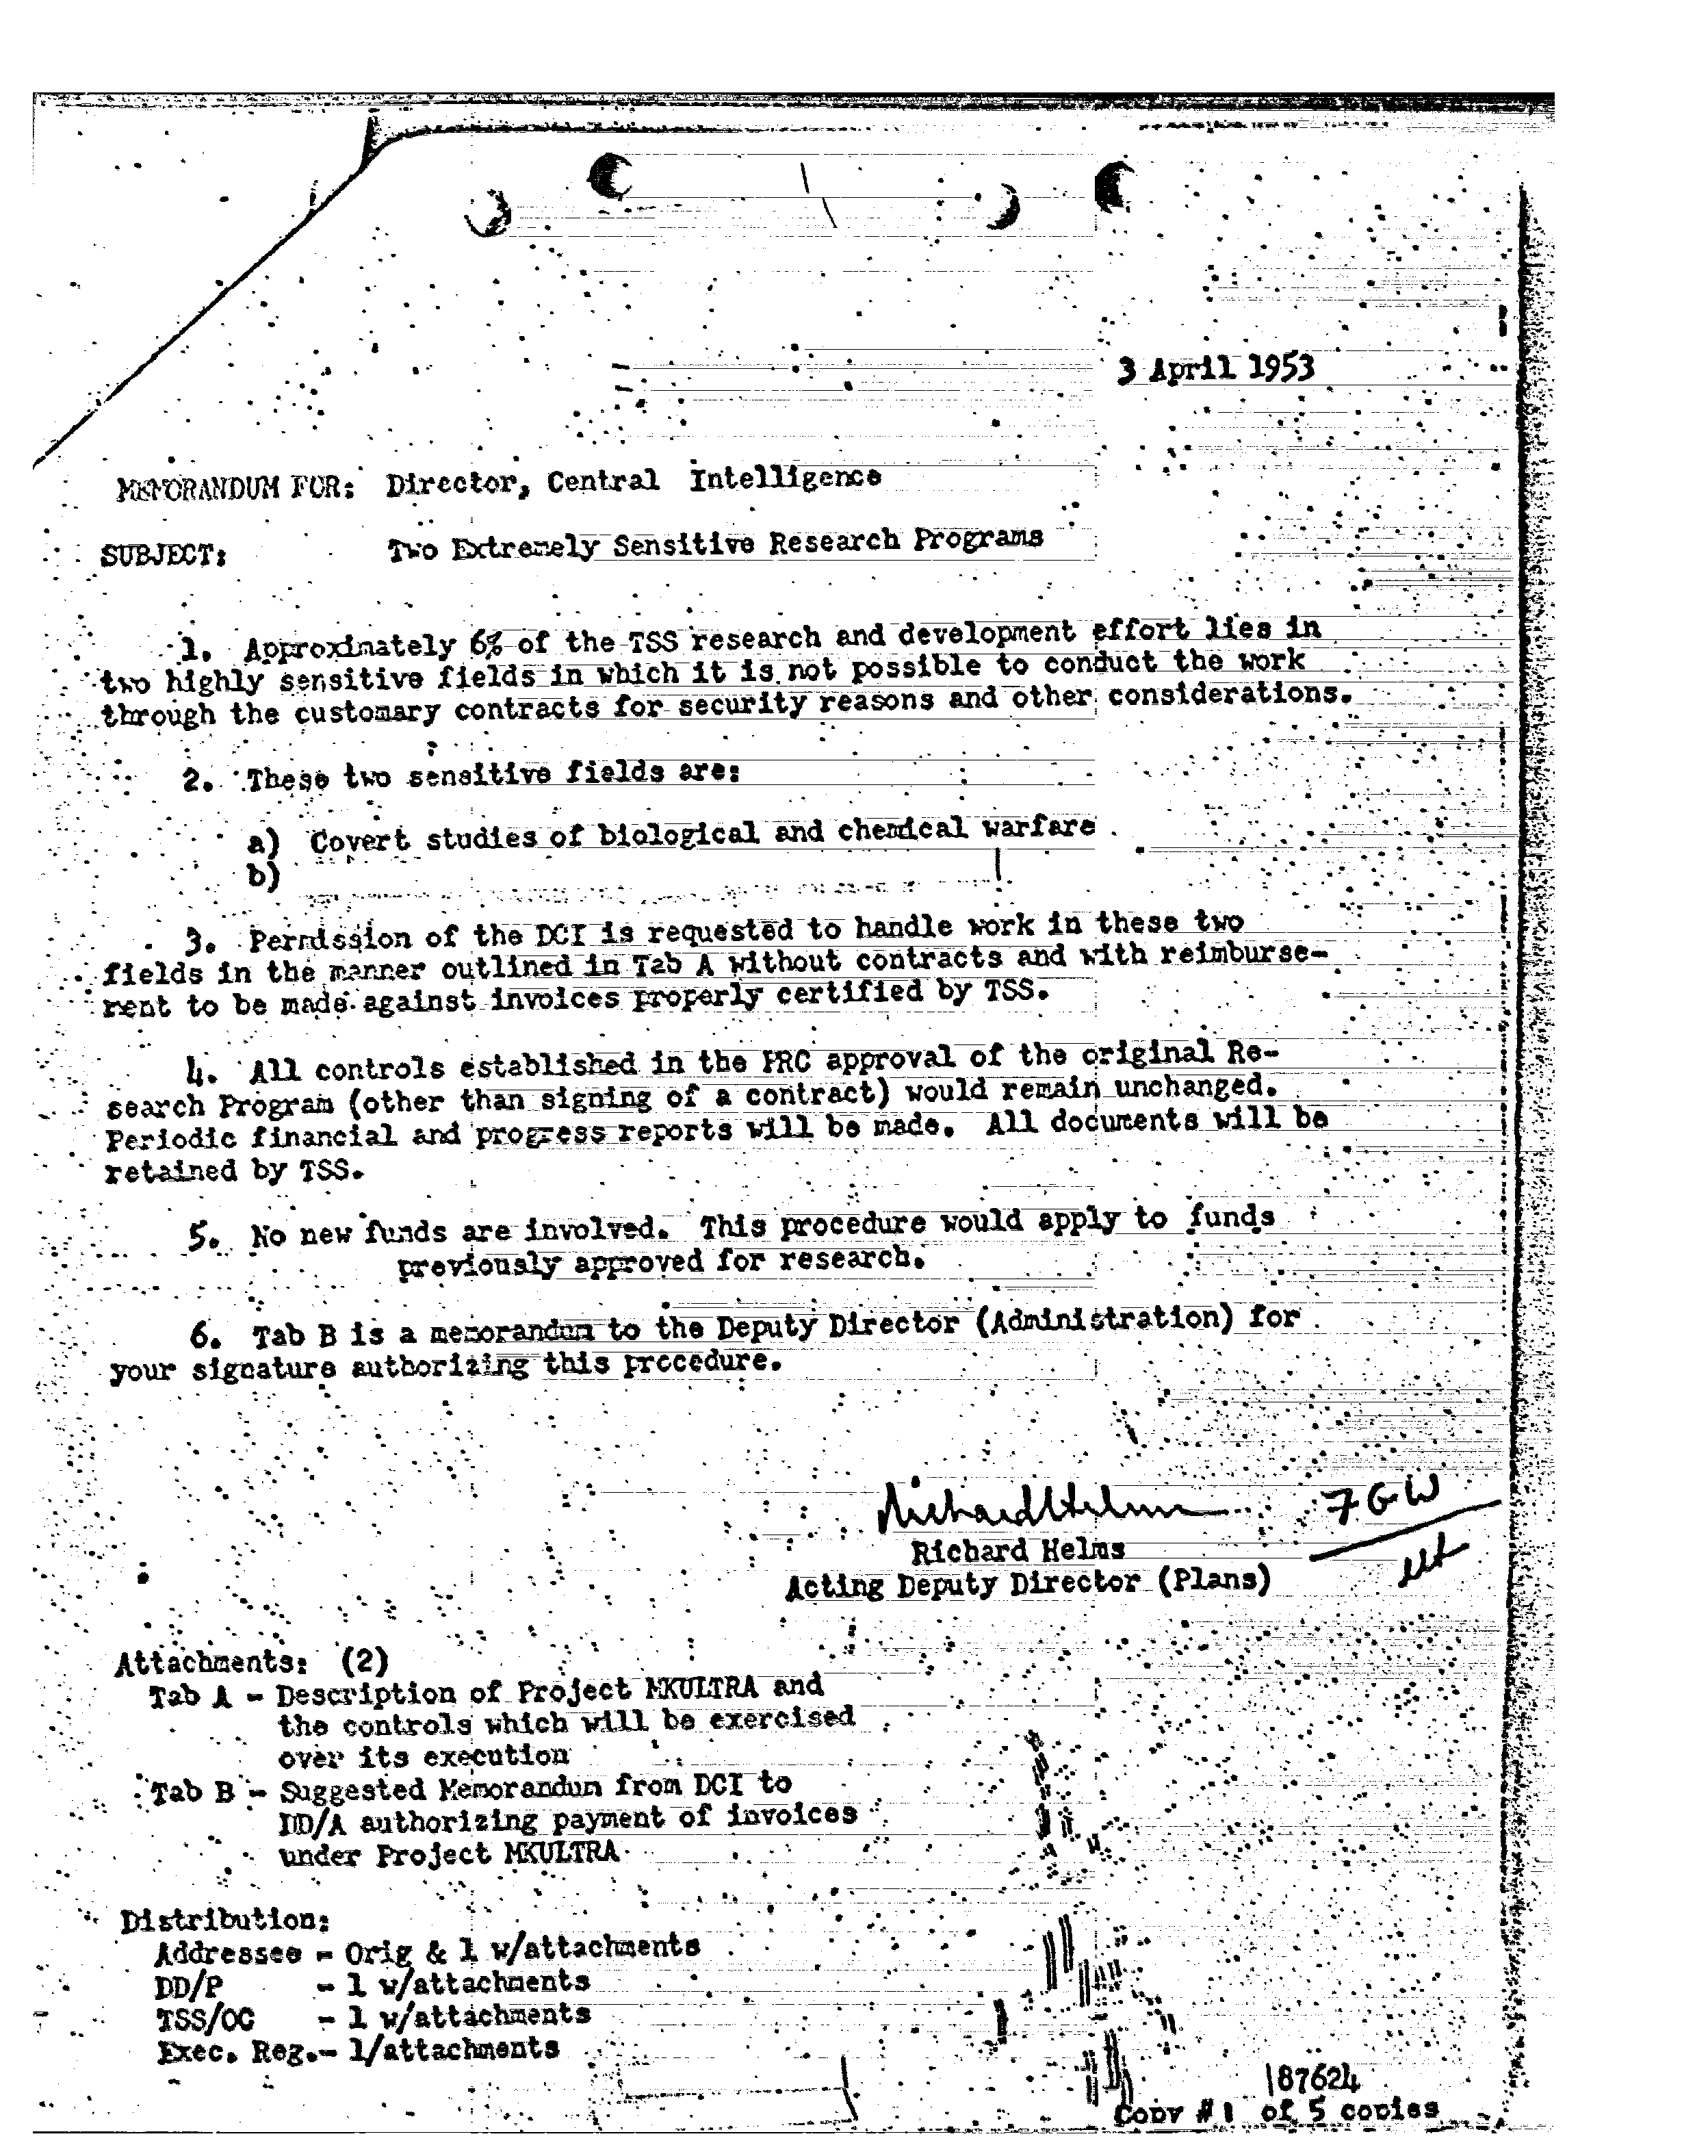 3 April 1953
MEMORANDUM FOR: Director, Central Intelligence
SUBJECT: Two Extremely Sensitive Research Programs
1. Approximately 6% of the TSS research and development effort lies in
two highly sensitive fields in which it is not possible to conduct the work
through the customary contracts for security reasons and other considerations.
2. These two sensitive fields are:
a) Covert studies of biological and chemical warfare
b)
3. Permission of the DCI is requested to handle work in these two
fields in the manner outlined in Tab A without contracts and with reimburse-
ment to be made against invoices properly certified by TSS.
4. All controls established in the PRC approval of the original Re-
search Program (other than signing of a contract) would remain unchanged.
Periodic financial and progress reports will be made. All documents will be
retained by TSS.
5. No new funds are involved. This procedure would apply to funds
previously approved for research.
6. Tab B is a memorandum to the Deputy Director (Administration) for
your signature authorizing this procedure.
Richard Helms FGW
Richard Helms
Acting Deputy Director (Plans)
Attachments: (2)
Tab A - Description of Project MKULTRA and
the controls which will be exercised
over its execution
Tab B - Suggested Memorandum from DCI to
DD/A authorizing payment of invoices
under Project MKULTRA
Distribution:
Addressee - Orig & 1 w/attachments
DD/P - 1 w/attachments
TSS/OC - 1 w/attachments
Exec. Reg.- 1/attachments
187624
Copy #1 of 5 copies